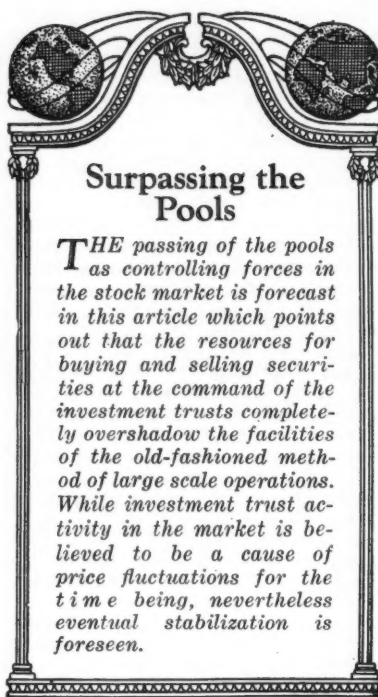 Surpassing the
Pools
THE passing of the pools
as controlling forces in
the stock market is forecast
in this article which points
out that the resources for
buying and selling securi-
ties at the command of the
investment trusts complete-
ly overshadow the facilities
of the old-fashioned meth-
od of large scale operations.
While investment trust ac-
tivity in the market is be-
lieved to be a cause of
price fluctuations for the
time being, nevertheless
eventual stabilization is
foreseen.